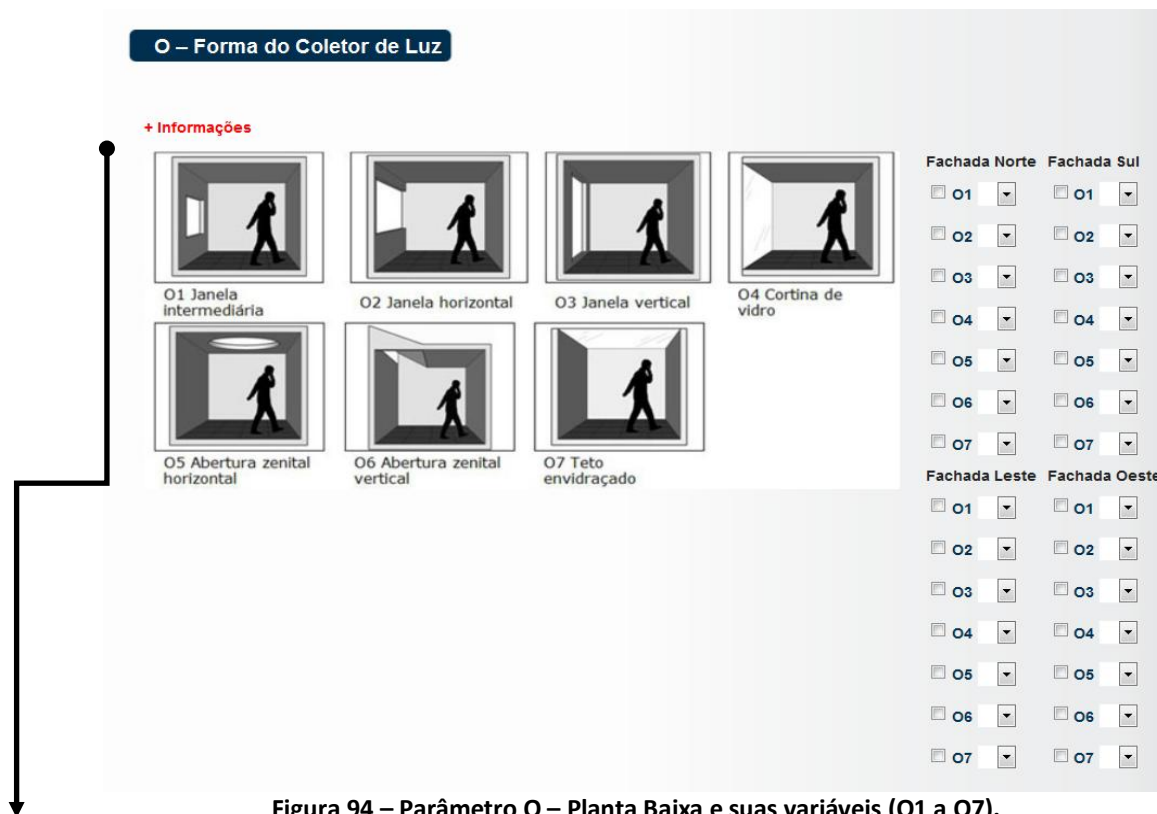 O – Forma do Coletor de Luz
+ Informações
O1 Janela
intermediária
O2 Janela horizontal
O3 Janela vertical
O4 Cortina de
vidro
O5 Abertura zenital
horizontal
O6 Abertura zenital
vertical
O7 Teto
envidraçado
Fachada Norte Fachada Sul
O1 O1
O2 O2
O3 O3
O4 O4
O5 O5
O6 O6
O7 O7
Fachada Leste Fachada Oeste
O1 O1
O2 O2
O3 O3
O4 O4
O5 O5
O6 O6
O7 O7
Figura 94 – Parâmetro O – Planta Baixa e suas variáveis (O1 a O7).